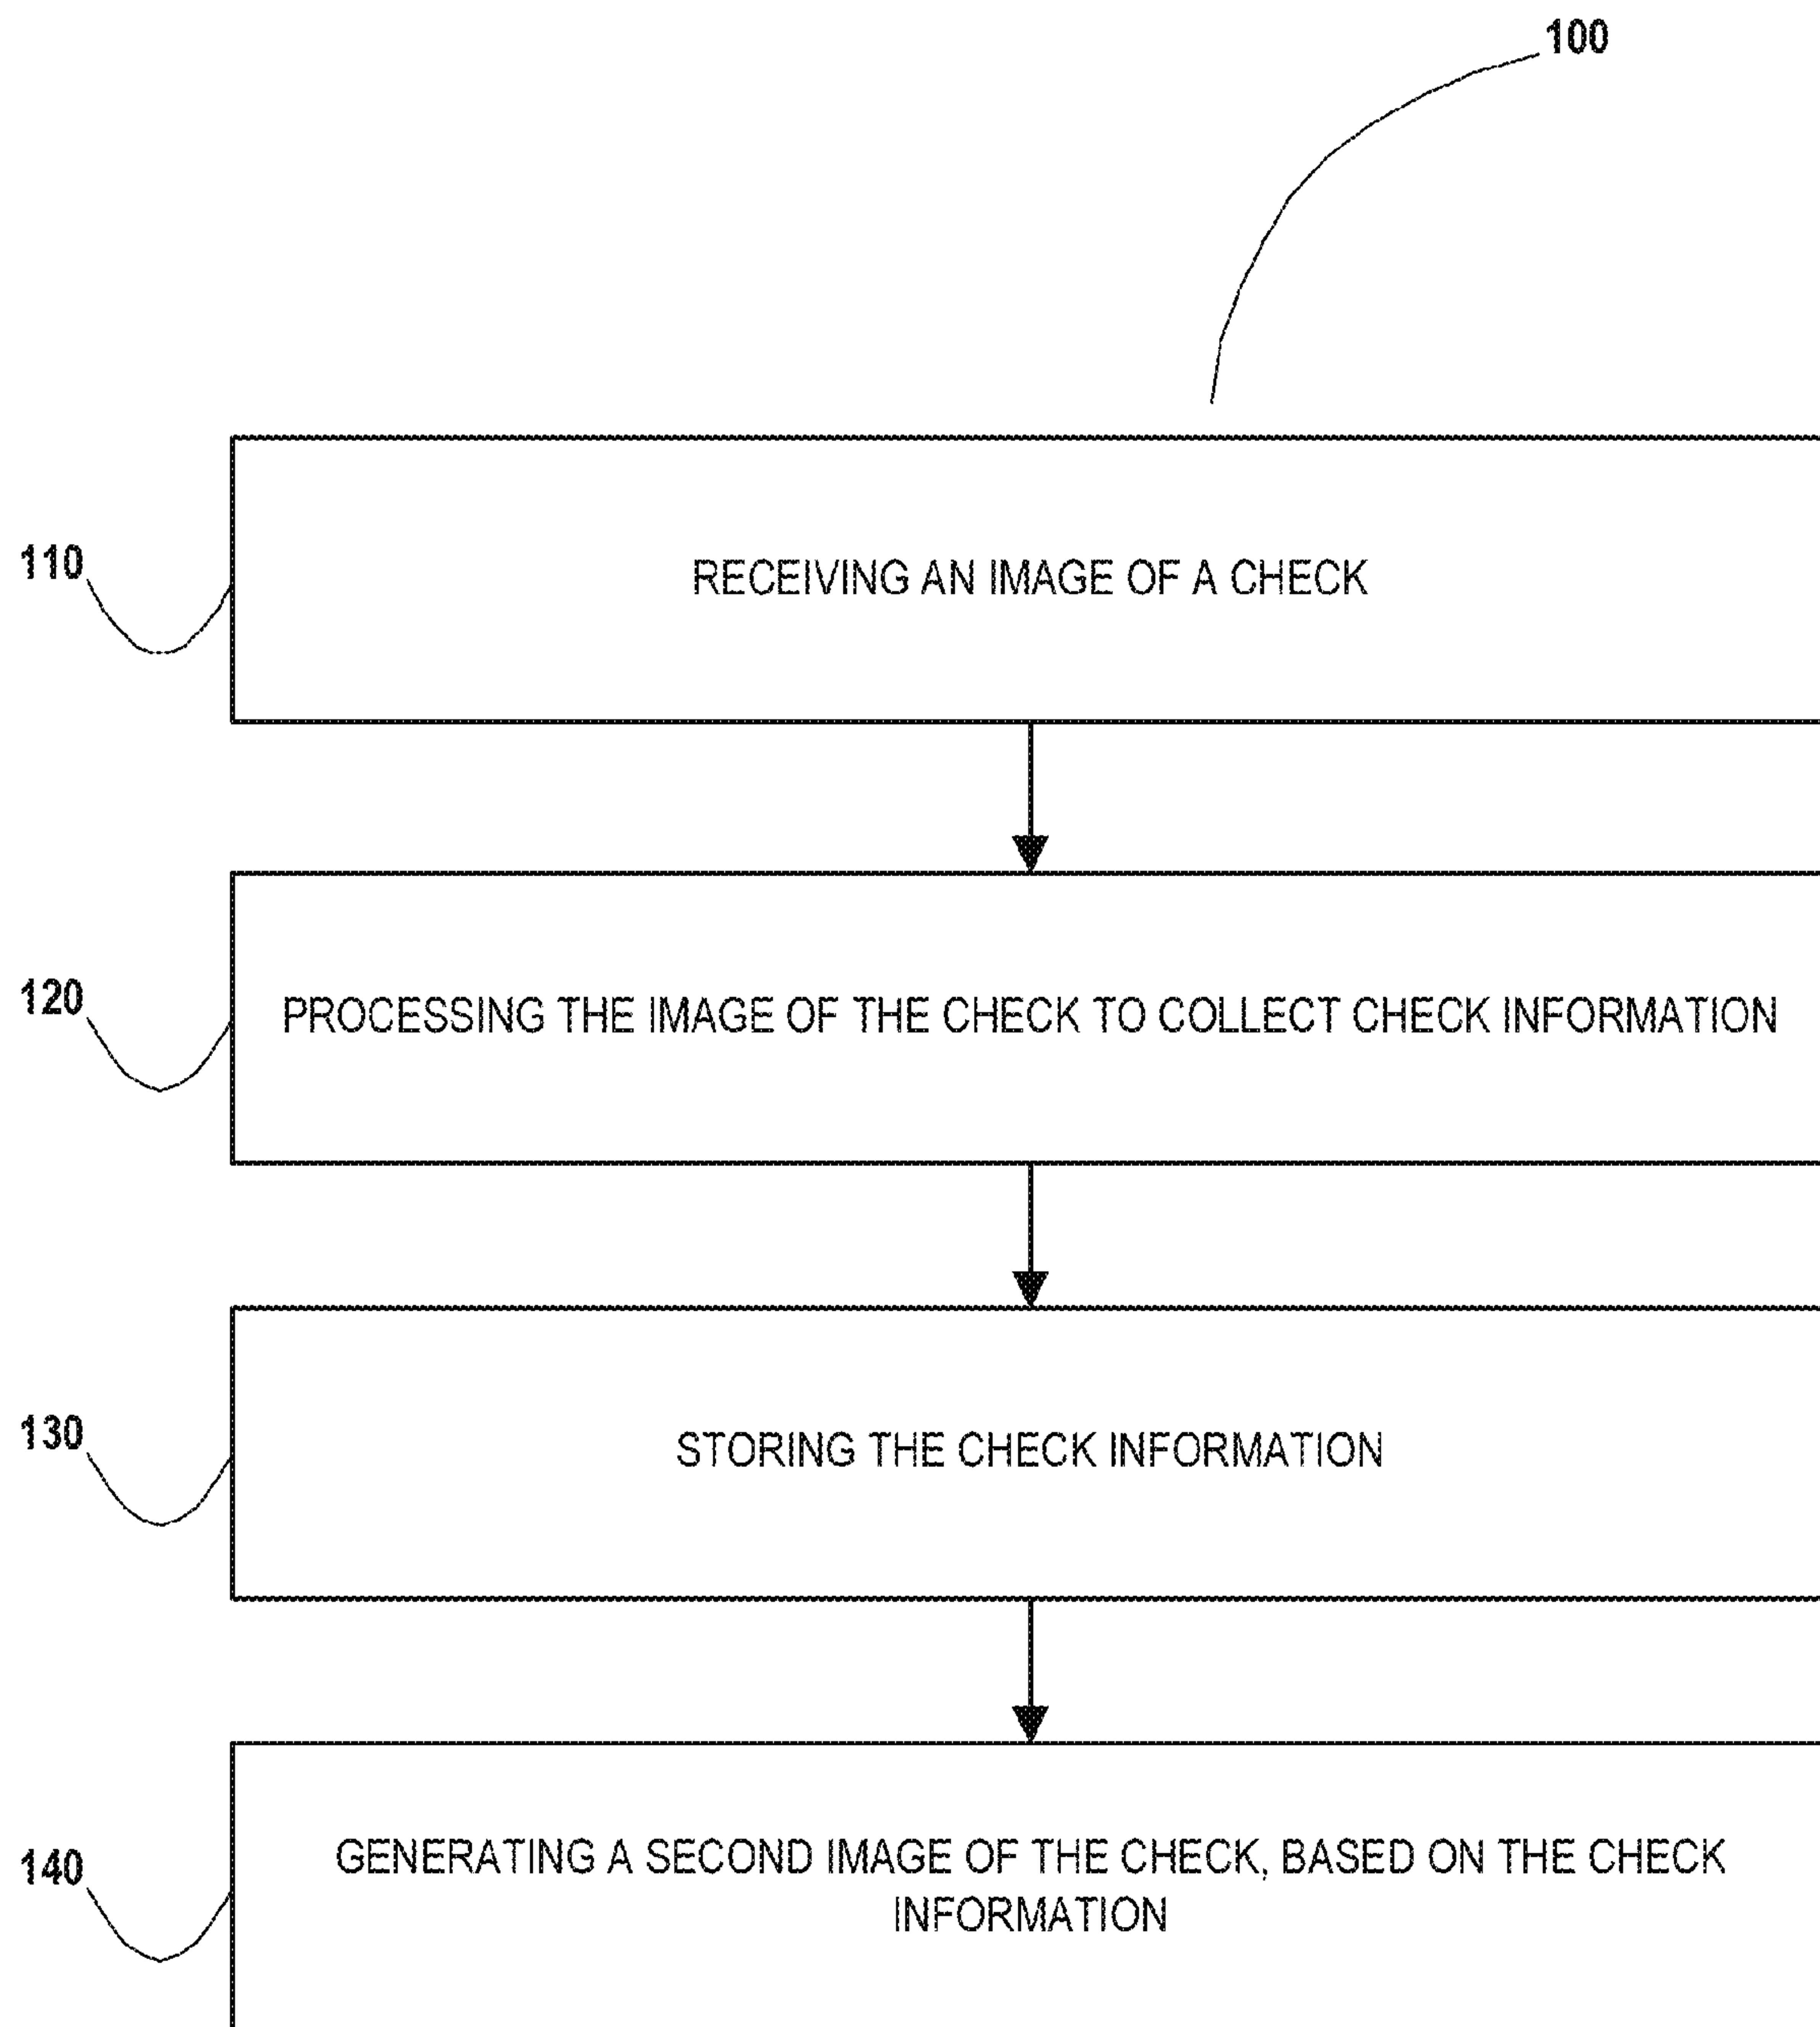 100
110
RECEIVING AN IMAGE OF A CHECK
120
PROCESSING THE IMAGE OF THE CHECK TO COLLECT CHECK INFORMATION
130
STORING THE CHECK INFORMATION
140
GENERATING A SECOND IMAGE OF THE CHECK, BASED ON THE CHECK
INFORMATION